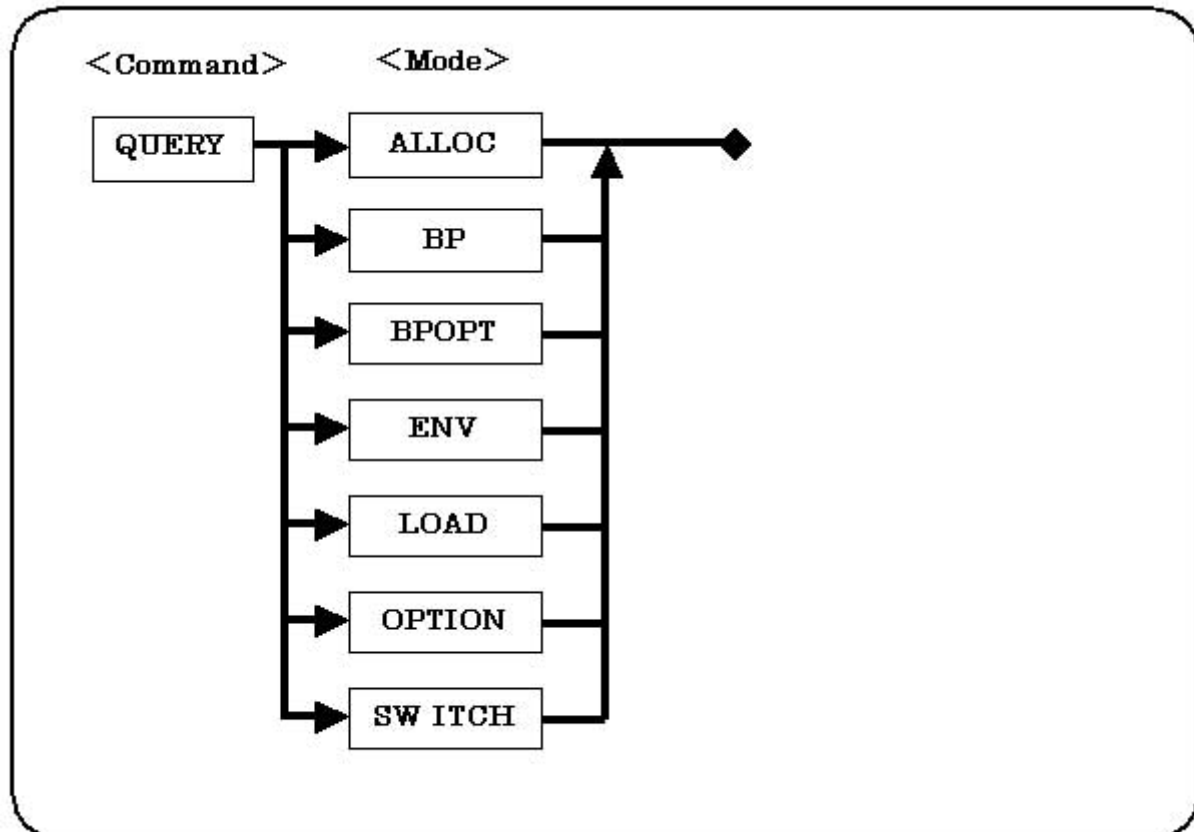 <Command> <Mode>
QUERY
ALLOC
BP
BPOPT
ENV
LOAD
OPTION
SW ITCH